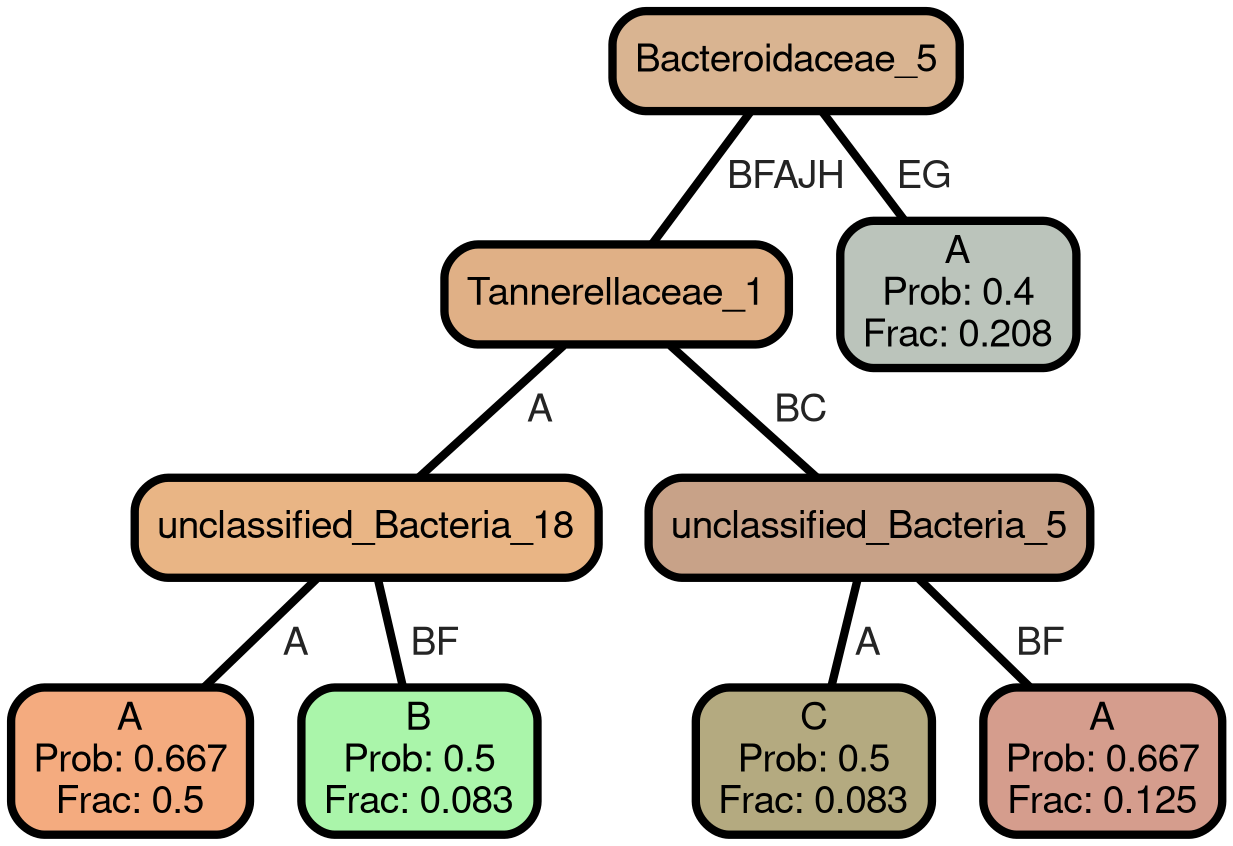 Bacteroidaceae_5
BFAJH
EG
Tannerellaceae_1
A
Prob: 0.4
Frac: 0.208
A
BC
unclassified_Bacteria_18
unclassified_Bacteria_5
A
BF
A
BF
A
Prob: 0.667
Frac: 0.5
B
Prob: 0.5
Frac: 0.083
C
Prob: 0.5
Frac: 0.083
A
Prob: 0.667
Frac: 0.125